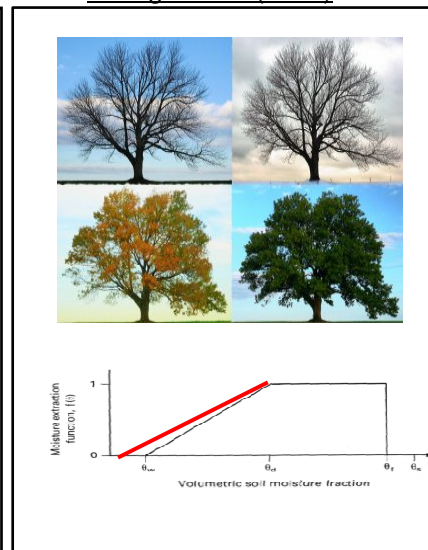 Moisture extraction
function, f(θ)
1
0
θw
θd
θf
θs
Volumetric soil moisture fraction